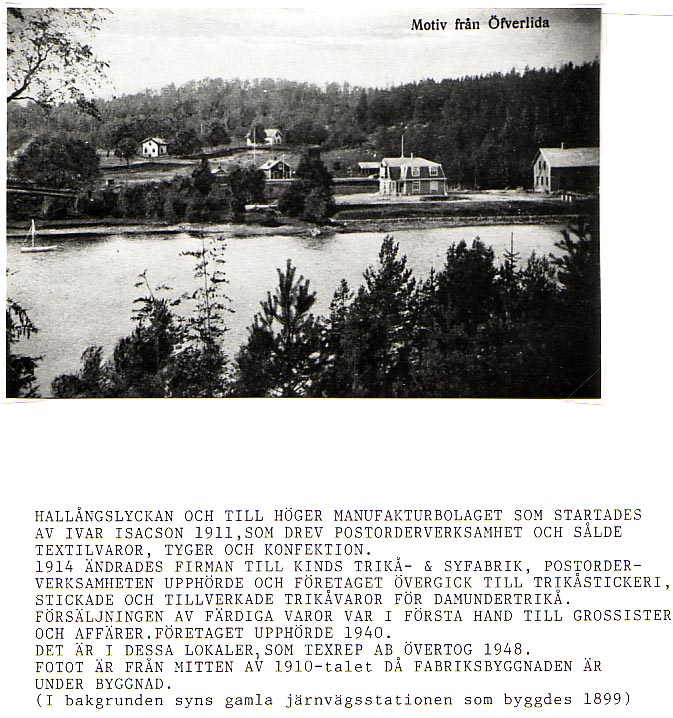 Motiv från Öfverlida
HALLÅNGSLYCKAN OCH TILL HÖGER MANUFAKTURBOLAGET SOM STARTADES
AV IVAR ISACSON 1911,SOM DREV POSTORDERVERKSAMHET OCH SÅLDE
TEXTILVAROR, TYGER OCH KONFEKTION.
1914 ÄNDRADES FIRMAN TILL KINDS TRIKÅ- & SYFABRIK, POSTORDER-
VERKSAMHETEN UPPHÖRDE OCH FÖRETAGET ÖVERGICK TILL TRIKÅSTICKERI,
STICKADE OCH TILLVERKADE TRIKÅVAROR FÖR DAMUNDERTRIKÅ.
FÖRSÄLJNINGEN AV FÄRDIGA VAROR VAR I FÖRSTA HAND TILL GROSSISTER
OCH AFFÄRER.FÖRETAGET UPPHÖRDE 1940.
DET ÄR I DESSA LOKALER,SOM TEXREP AB ÖVERTOG 1948.
FOTOT ÄR FRÅN MITTEN AV 1910-talet DÅ FABRIKSBYGGNADEN ÄR
UNDER BYGGNAD.
(I bakgrunden syns gamla järnvägsstationen som byggdes 1899)